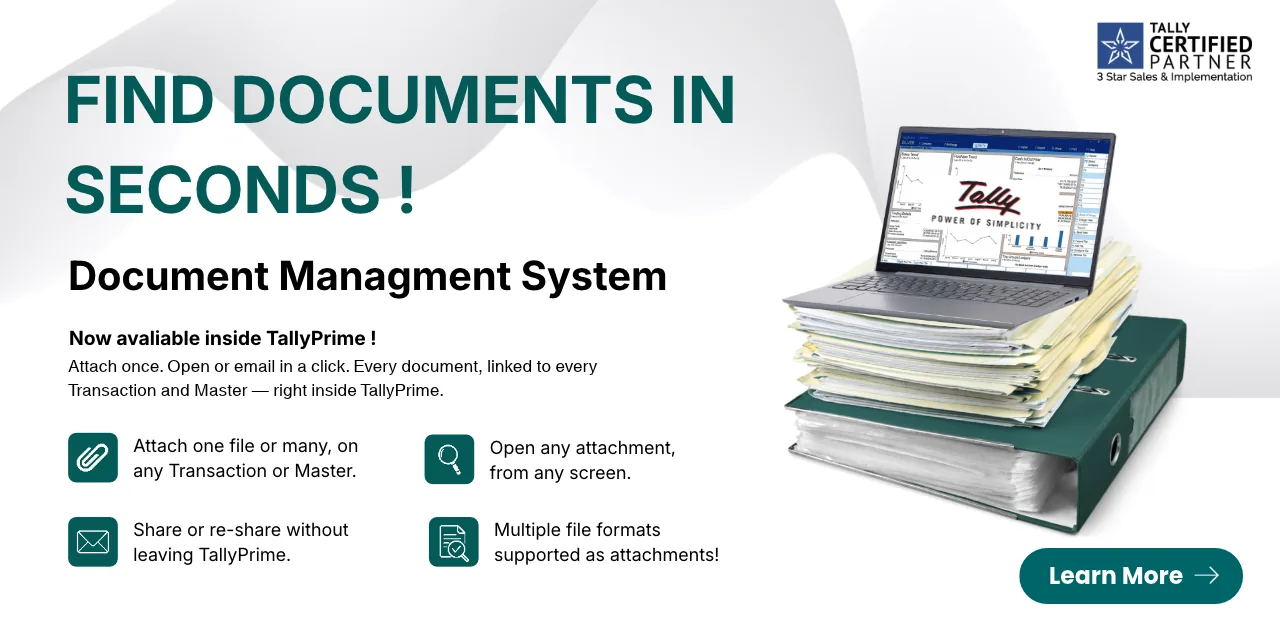 TALLY
CERTIFIED
PARTNER
3 Star Sales & Implementation
FIND DOCUMENTS IN
SECONDS !
Document Managment System
Now avaliable inside TallyPrime !
Attach once. Open or email in a click. Every document, linked to every
Transaction and Master — right inside TallyPrime.
Attach one file or many, on
any Transaction or Master.
Open any attachment,
from any screen.
Share or re-share without
leaving TallyPrime.
Multiple file formats
supported as attachments!
Tally
POWER OF SIMPLICITY
Learn More